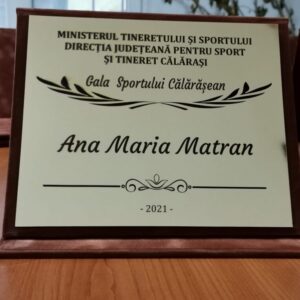 MINISTERUL TINERETULUI ȘI SPORTULUI
DIRECȚIA JUDEȚEANĂ PENTRU SPORT
ȘI TINERET CĂLĂRAȘI
Gala Sportului Călărășean
Ana Maria Matran
- 2021 -